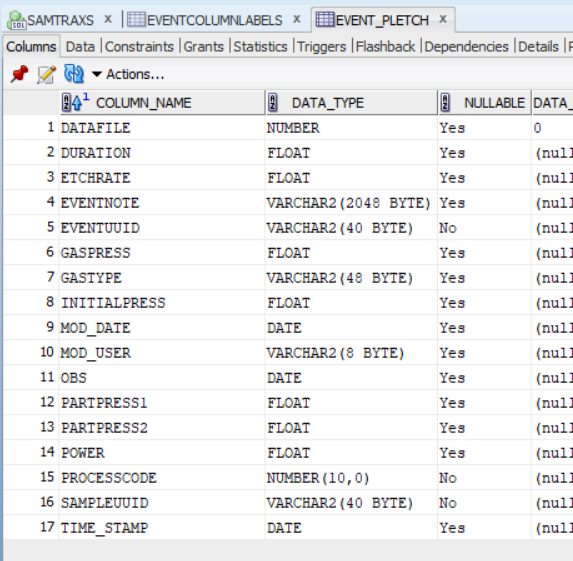 SAMTRAXS x EVENTCOLUMNLABELS x EVENT_PLETCH x
Columns Data |Constraints |Grants |Statistics |Triggers |Flashback |Dependencies |Details |
Actions...
1 COLUMN_NAME DATA_TYPE NULLABLE DATA_
1 DATAFILE NUMBER Yes 0
2 DURATION FLOAT Yes (null
3 ETCHRATE FLOAT Yes (null
4 EVENTNOTE VARCHAR2(2048 BYTE) Yes (null
5 EVENTUUID VARCHAR2(40 BYTE) No (null
6 GASPRESS FLOAT Yes (null
7 GASTYPE VARCHAR2(48 BYTE) Yes (null
8 INITIALPRESS FLOAT Yes (null
9 MOD_DATE DATE Yes (null
10 MOD_USER VARCHAR2(8 BYTE) Yes (null
11 OBS DATE Yes (null
12 PARTPRESS1 FLOAT Yes (null
13 PARTPRESS2 FLOAT Yes (null
14 POWER FLOAT Yes (null
15 PROCESSCODE NUMBER(10,0) No (null
16 SAMPLEUUID VARCHAR2(40 BYTE) No (null
17 TIME_STAMP DATE Yes (null